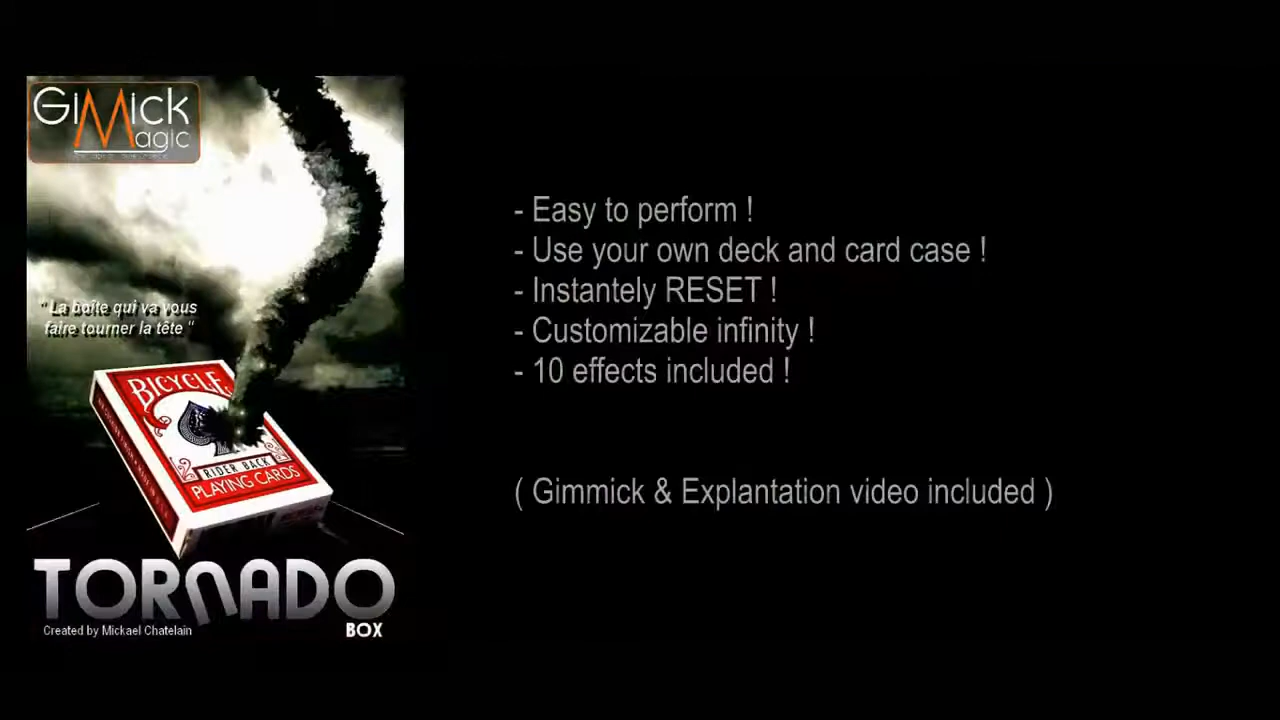 GiMick
Magic
" La boîte qui va vous
faire tourner la tête "
BICYCLE
RIDER BACK
PLAYING CARDS
TORNADO
BOX
Created by Mickael Chatelain
- Easy to perform !
- Use your own deck and card case !
- Instantely RESET !
- Customizable infinity !
- 10 effects included !
( Gimmick & Explantation video included )